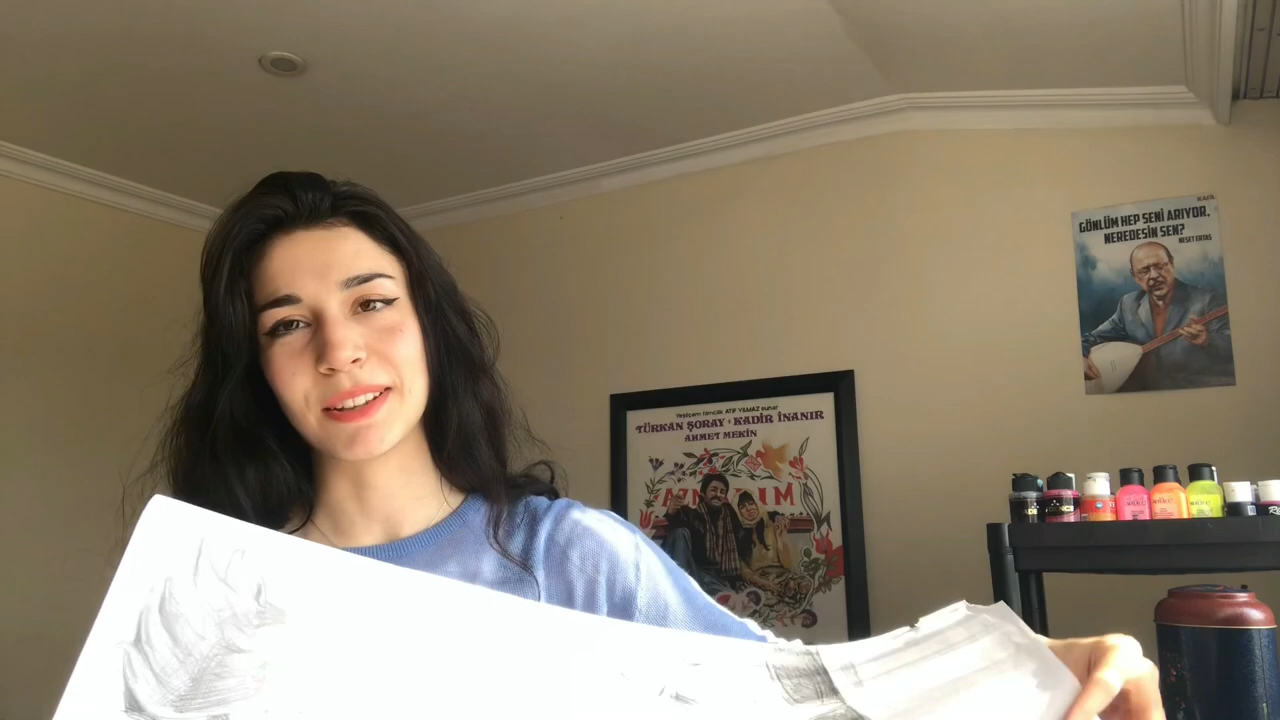 KAFA
GÖNLÜM HEP SENİ ARIYOR,
NEREDESİN SEN?
NEŞET ERTAŞ
Yeşilçam filmcilik ATIF YILMAZ sunar
TÜRKAN ŞORAY • KADİR İNANIR
AHMET MEKİN